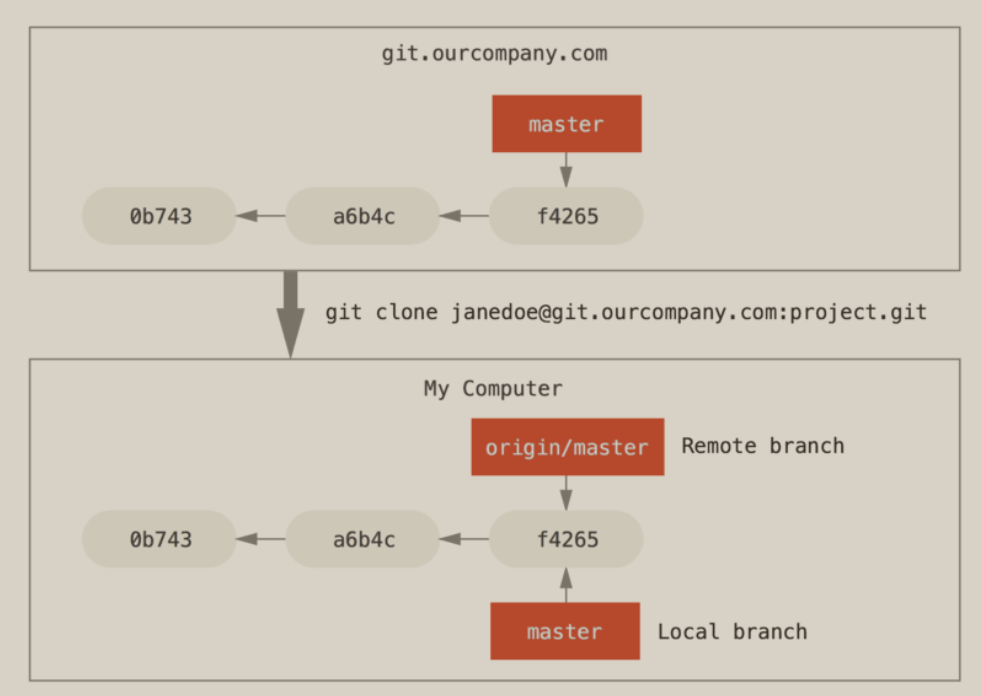 git.ourcompany.com
master
0b743 a6b4c f4265
git clone janedoe@git.ourcompany.com:project.git
My Computer
origin/master Remote branch
0b743 a6b4c f4265
master Local branch